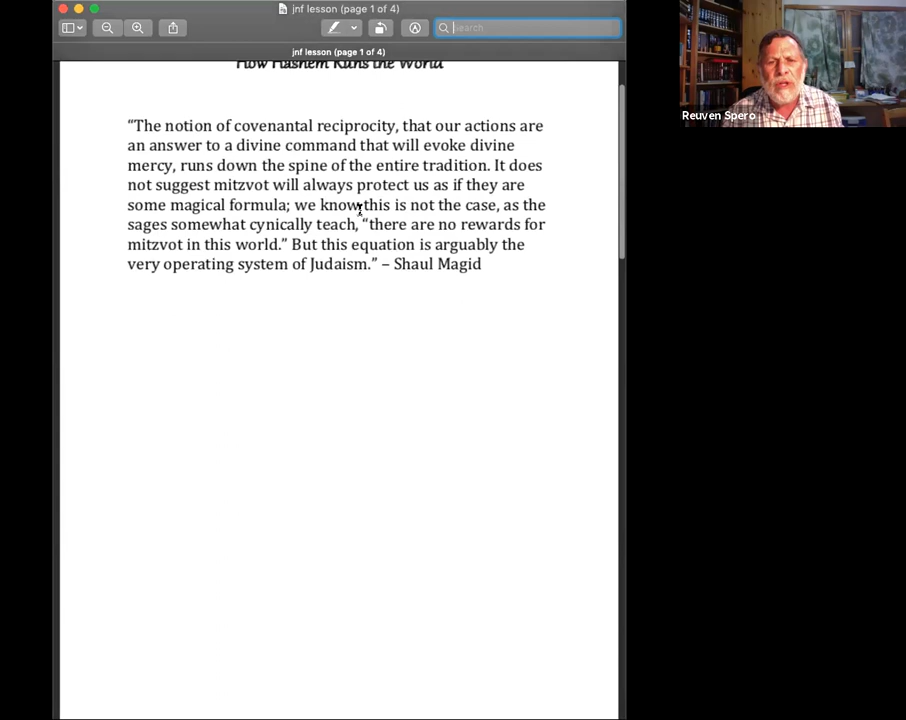 jnf lesson (page 1 of 4)
Search
jnf lesson (page 1 of 4)
How Hashem Runs the World
“The notion of covenantal reciprocity, that our actions are
an answer to a divine command that will evoke divine
mercy, runs down the spine of the entire tradition. It does
not suggest mitzvot will always protect us as if they are
some magical formula; we know this is not the case, as the
sages somewhat cynically teach, “there are no rewards for
mitzvot in this world.” But this equation is arguably the
very operating system of Judaism.” – Shaul Magid
Reuven Spero